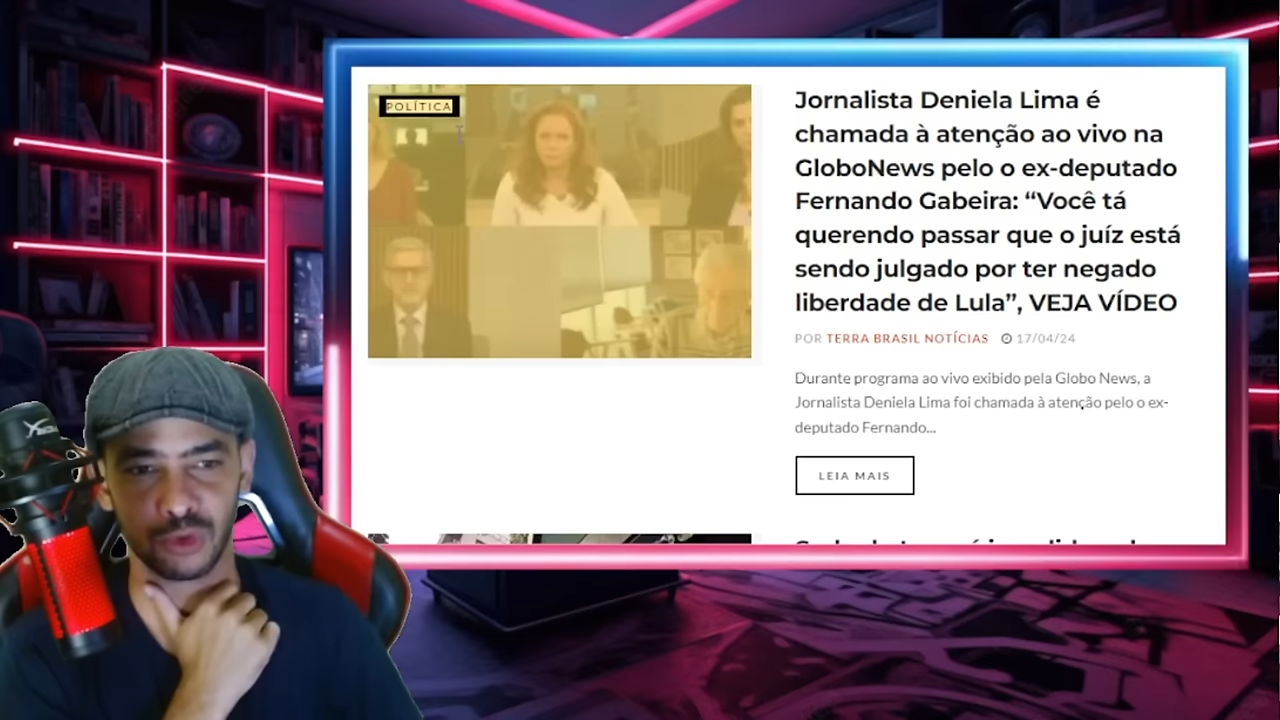 POLÍTICA
Jornalista Deniela Lima é
chamada à atenção ao vivo na
GloboNews pelo o ex-deputado
Fernando Gabeira: “Você tá
querendo passar que o juíz está
sendo julgado por ter negado
liberdade de Lula”, VEJA VÍDEO
POR TERRA BRASIL NOTÍCIAS 17/04/24
Durante programa ao vivo exibido pela Globo News, a
Jornalista Deniela Lima foi chamada à atenção pelo o ex-
deputado Fernando...
LEIA MAIS